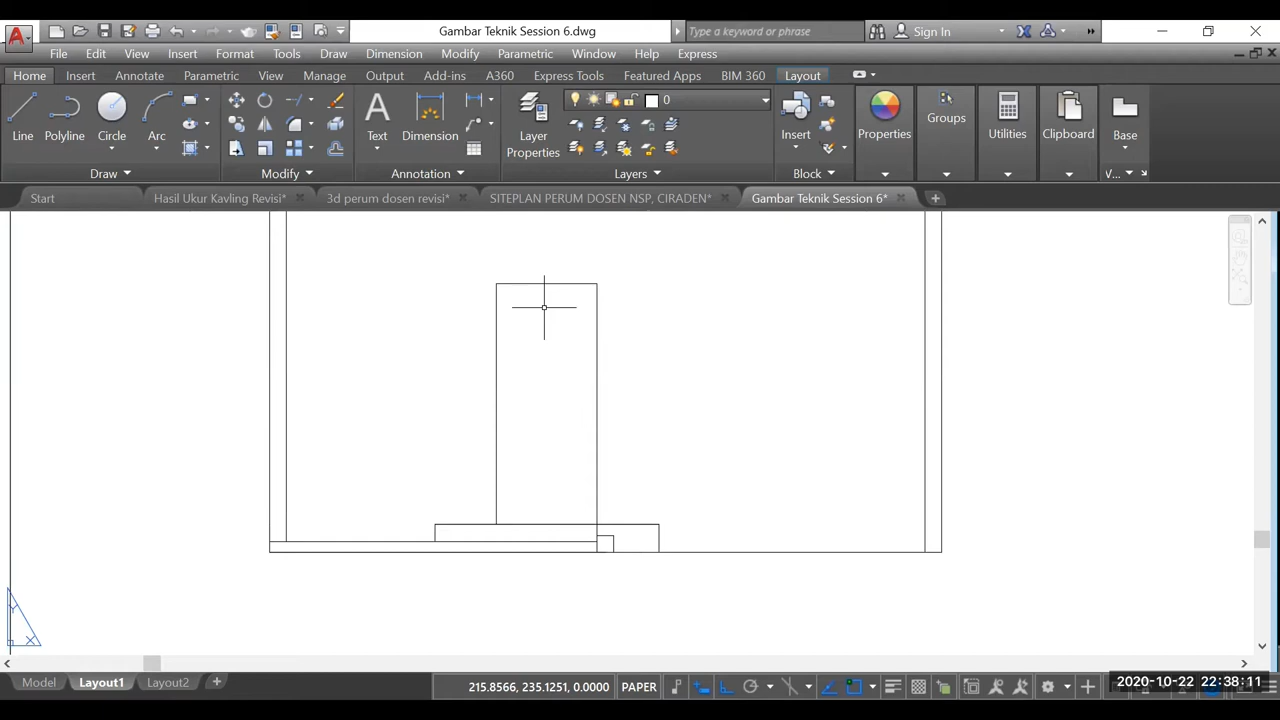 Gambar Teknik Session 6.dwg
Type a keyword or phrase
Sign In
File Edit View Insert Format Tools Draw Dimension Modify Parametric Window Help Express
Home Insert Annotate Parametric View Manage Output Add-ins A360 Express Tools Featured Apps BIM 360 Layout
Line Polyline Circle Arc
Text Dimension
Layer Properties
0
Insert
Properties
Groups
Utilities
Clipboard
Base
Draw Modify Annotation Layers Block V...
Start Hasil Ukur Kavling Revisi* 3d perum dosen revisi* SITEPLAN PERUM DOSEN NSP, CIRADEN* Gambar Teknik Session 6*
Y
X
Model Layout1 Layout2
215.8566, 235.1251, 0.0000 PAPER
2020-10-22 22:38:11